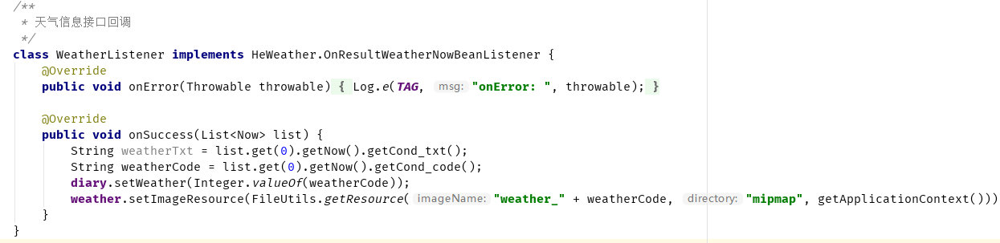 /**
 * 天气信息接口回调
 */
class WeatherListener implements HeWeather.OnResultWeatherNowBeanListener {
    @Override
    public void onError(Throwable throwable) { Log.e(TAG, msg: "onError: ", throwable); }

    @Override
    public void onSuccess(List<Now> list) {
        String weatherTxt = list.get(0).getNow().getCond_txt();
        String weatherCode = list.get(0).getNow().getCond_code();
        diary.setWeather(Integer.valueOf(weatherCode));
        weather.setImageResource(FileUtils.getResource( imageName: "weather_" + weatherCode, directory: "mipmap", getApplicationContext()))
    }
}